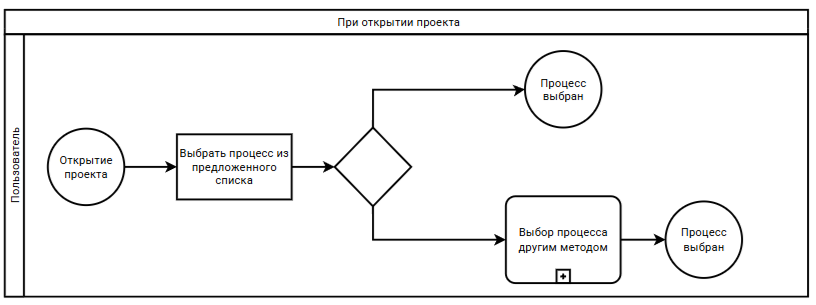 При открытии проекта
Пользователь
Открытие
проекта
Выбрать процесс из
предложенного
списка
Процесс
выбран
Выбор процесса
другим методом
Процесс
выбран